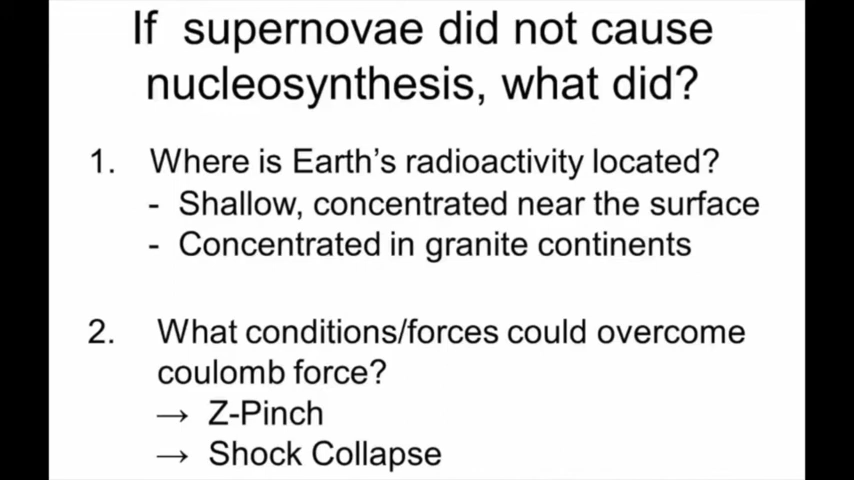 If supernovae did not cause
nucleosynthesis, what did?
1. Where is Earth's radioactivity located?
- Shallow, concentrated near the surface
- Concentrated in granite continents
2. What conditions/forces could overcome
coulomb force?
→ Z-Pinch
→ Shock Collapse